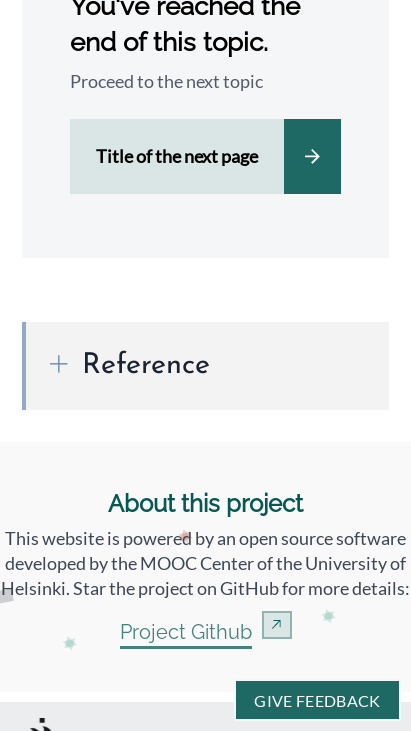 You've reached the
end of this topic.
Proceed to the next topic
Title of the next page
Reference
About this project
This website is powered by an open source software
developed by the MOOC Center of the University of
Helsinki. Star the project on GitHub for more details:
Project Github
GIVE FEEDBACK